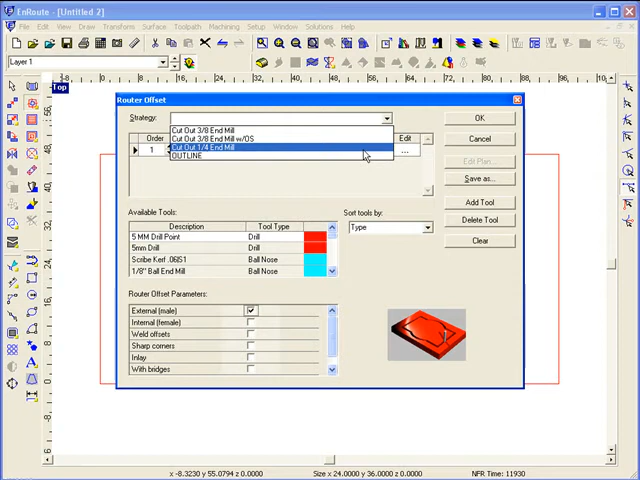 EnRoute - [Untitled 7]
File Edit View Draw Transform Surface Toolpath Machining Window Solutions Help
Layer 1
Top
Router Offset
Strategy:
Cut Out 3/8 End Mill
Cut Out 3/8 End Mill w/OS
Cut Out 1/4 End Mill
OUTLINE
Order
Edit
1
...
OK
Cancel
Edit Plan...
Save as...
Add Tool
Delete Tool
Clear
Available Tools:
Description Tool Type
5 MM Drill Point Drill
5mm Drill Drill
Scribe Kerf .06IS1 Ball Nose
1/8" Ball End Mill Ball Nose
Sort tools by:
Type
Router Offset Parameters:
External (male)
Internal (female)
Weld offsets
Sharp corners
Inlay
With bridges
x -8.3230 y 55.0794 z 0.0000
Size x 24.0000 y 36.0000 z 0.0000
NFR Time: 11930